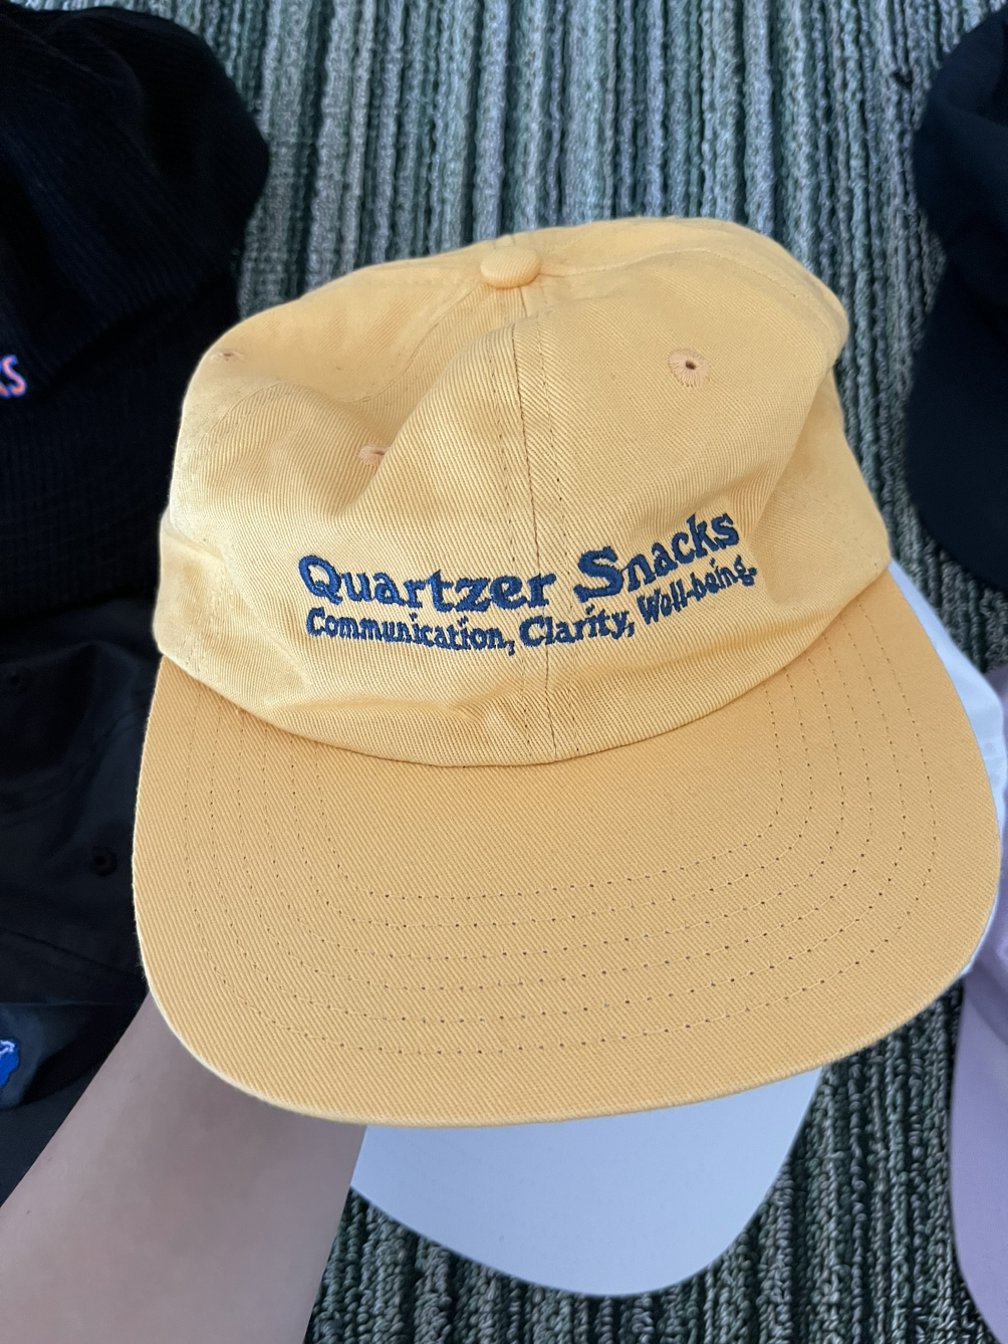 Quartzer Snacks
Communication, Clarity, Well-being.